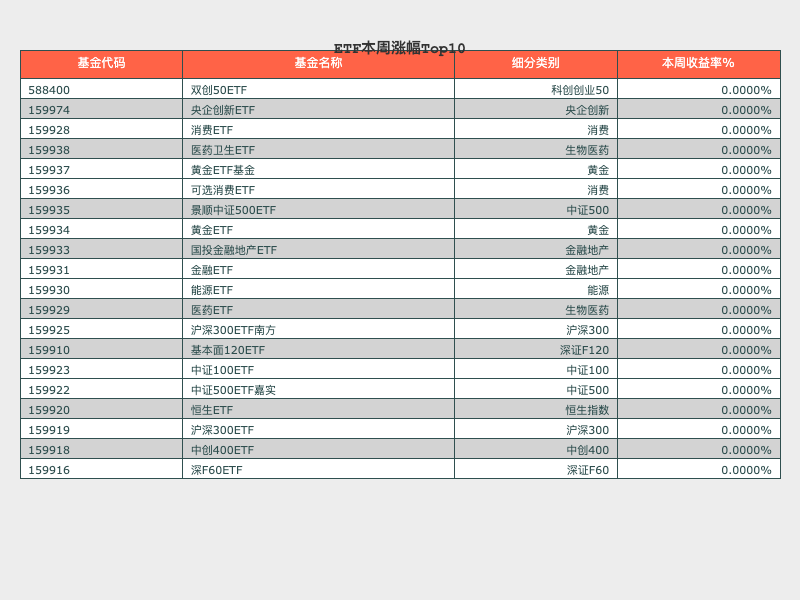 ETF本周涨幅Top10
基金代码 基金名称 细分类别 本周收益率%
588400 双创50ETF 科创创业50 0.0000%
159974 央企创新ETF 央企创新 0.0000%
159928 消费ETF 消费 0.0000%
159938 医药卫生ETF 生物医药 0.0000%
159937 黄金ETF基金 黄金 0.0000%
159936 可选消费ETF 消费 0.0000%
159935 景顺中证500ETF 中证500 0.0000%
159934 黄金ETF 黄金 0.0000%
159933 国投金融地产ETF 金融地产 0.0000%
159931 金融ETF 金融地产 0.0000%
159930 能源ETF 能源 0.0000%
159929 医药ETF 生物医药 0.0000%
159925 沪深300ETF南方 沪深300 0.0000%
159910 基本面120ETF 深证F120 0.0000%
159923 中证100ETF 中证100 0.0000%
159922 中证500ETF嘉实 中证500 0.0000%
159920 恒生ETF 恒生指数 0.0000%
159919 沪深300ETF 沪深300 0.0000%
159918 中创400ETF 中创400 0.0000%
159916 深F60ETF 深证F60 0.0000%